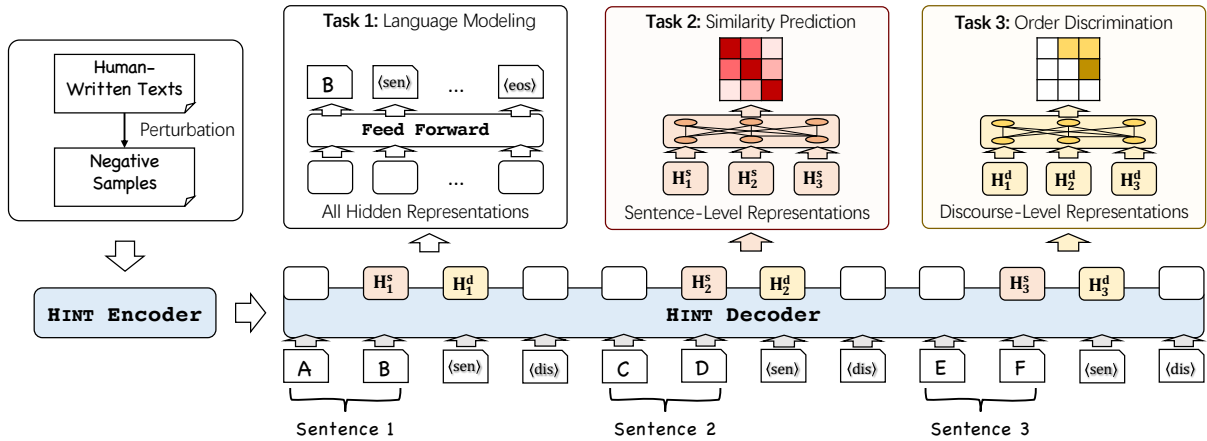 Human-
Written Texts
Perturbation
Negative
Samples
HINT Encoder
Task 1: Language Modeling
B ⟨sen⟩ ... ⟨eos⟩
Feed Forward
...
All Hidden Representations
Task 2: Similarity Prediction
H₁ˢ H₂ˢ H₃ˢ
Sentence-Level Representations
Task 3: Order Discrimination
H₁ᵈ H₂ᵈ H₃ᵈ
Discourse-Level Representations
H₁ˢ H₁ᵈ H₂ˢ H₂ᵈ H₃ˢ H₃ᵈ
HINT Decoder
A B ⟨sen⟩ ⟨dis⟩ C D ⟨sen⟩ ⟨dis⟩ E F ⟨sen⟩ ⟨dis⟩
Sentence 1 Sentence 2 Sentence 3